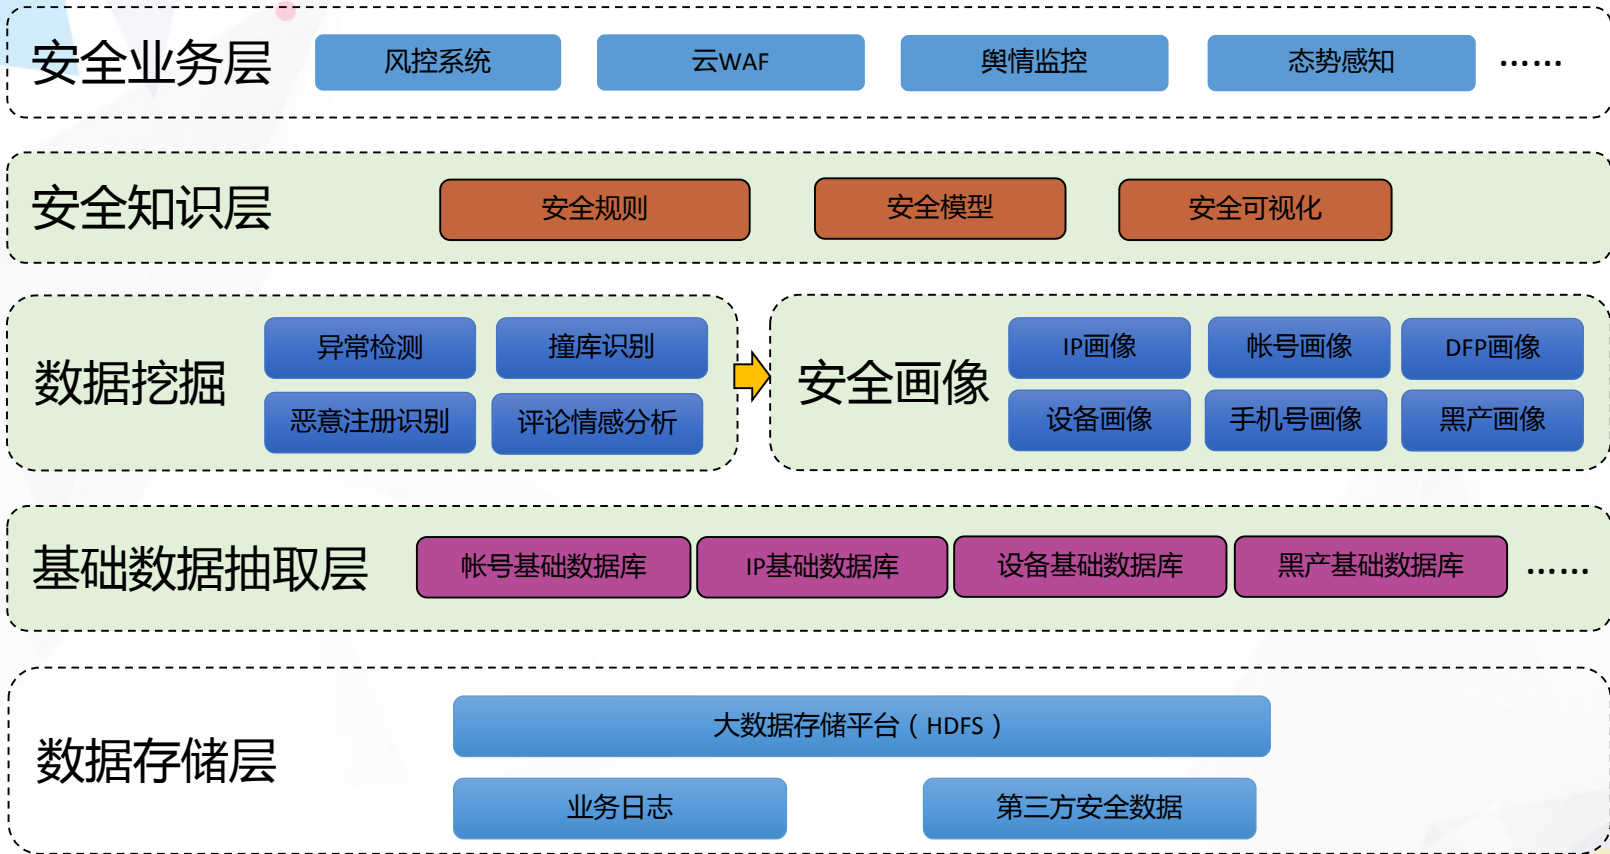 安全业务层
风控系统
云WAF
舆情监控
态势感知
……
安全知识层
安全规则
安全模型
安全可视化
数据挖掘
异常检测
撞库识别
恶意注册识别
评论情感分析
安全画像
IP画像
帐号画像
DFP画像
设备画像
手机号画像
黑产画像
基础数据抽取层
帐号基础数据库
IP基础数据库
设备基础数据库
黑产基础数据库
……
数据存储层
大数据存储平台（HDFS）
业务日志
第三方安全数据